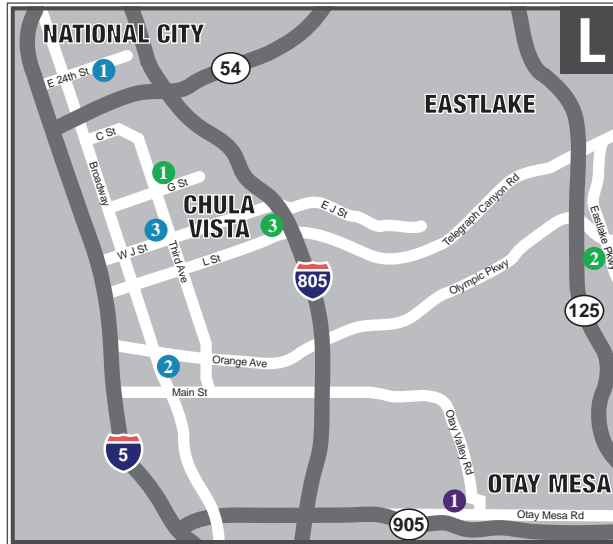 NATIONAL CITY
L
E 24th St
1
54
EASTLAKE
C St
Broadway
1
G St
CHULA
VISTA
3
3
E J St
Telegraph Canyon Rd
Eastlake Pkwy
W J St
Third Ave
L St
2
805
Olympic Pkwy
125
Orange Ave
2
Main St
Otay Valley Rd
5
OTAY MESA
1
Otay Mesa Rd
905